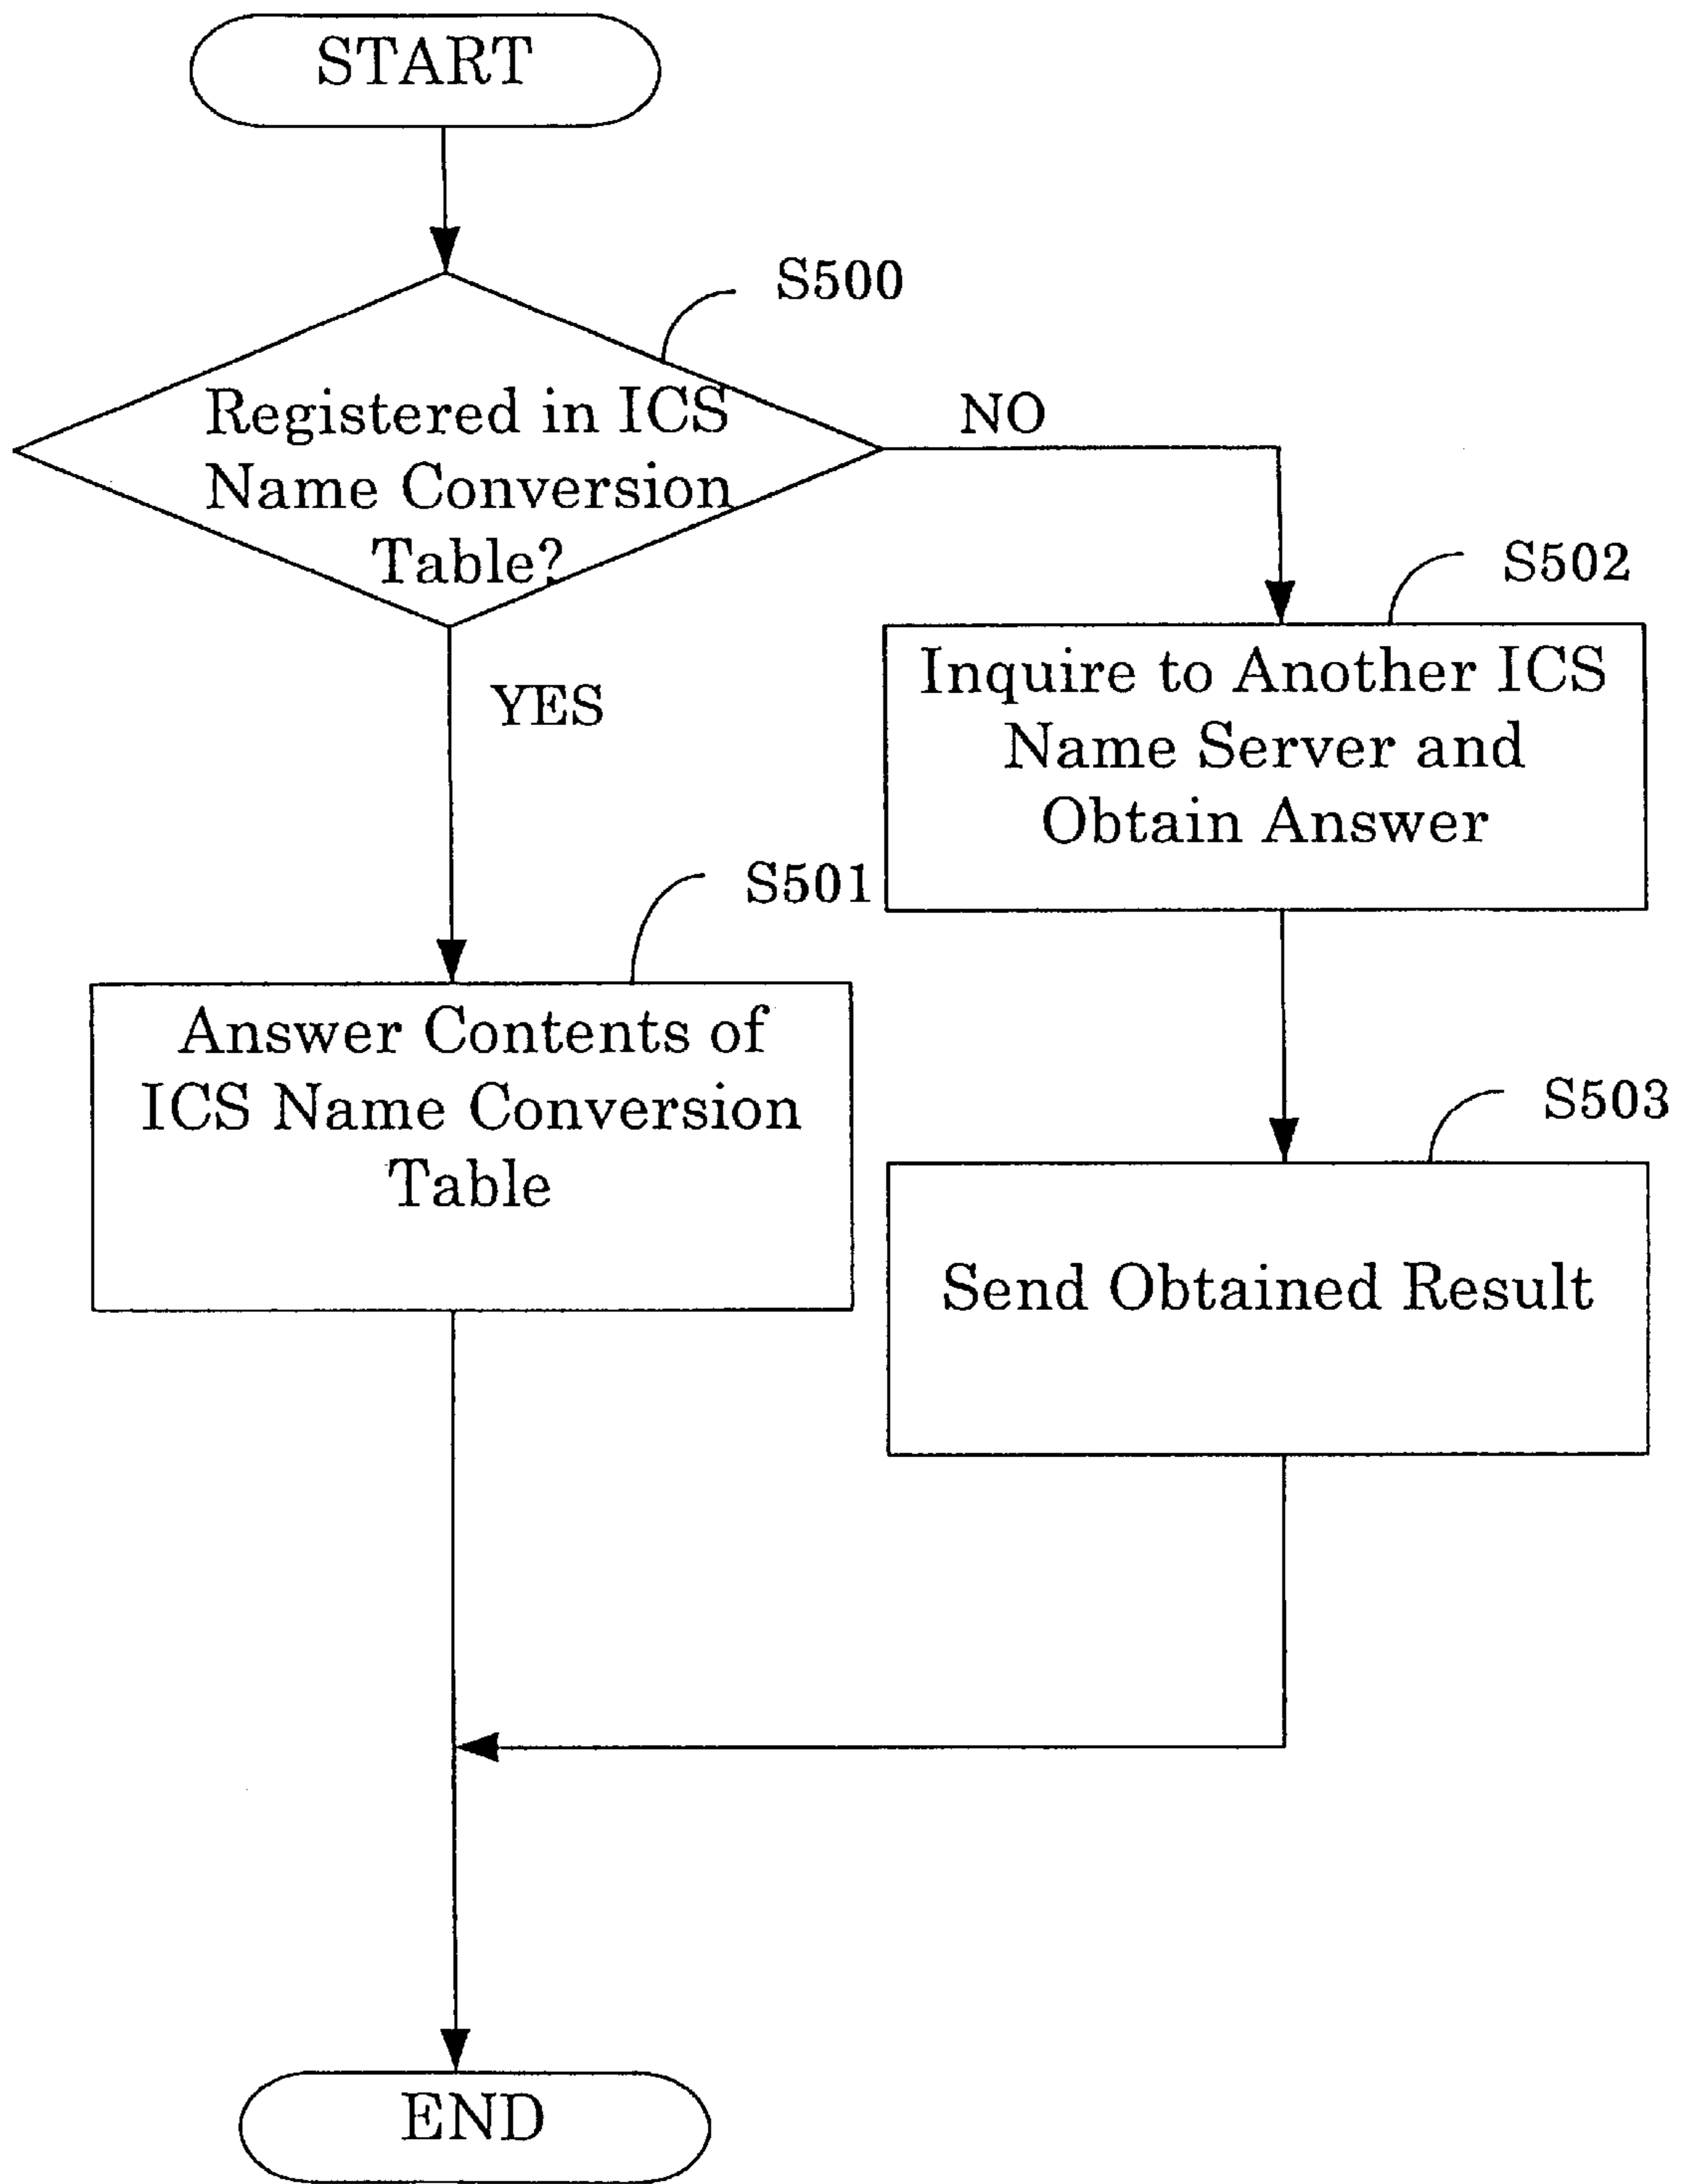 START
S500
Registered in ICS
Name Conversion
Table?
NO
YES
S502
Inquire to Another ICS
Name Server and
Obtain Answer
S501
Answer Contents of
ICS Name Conversion
Table
S503
Send Obtained Result
END